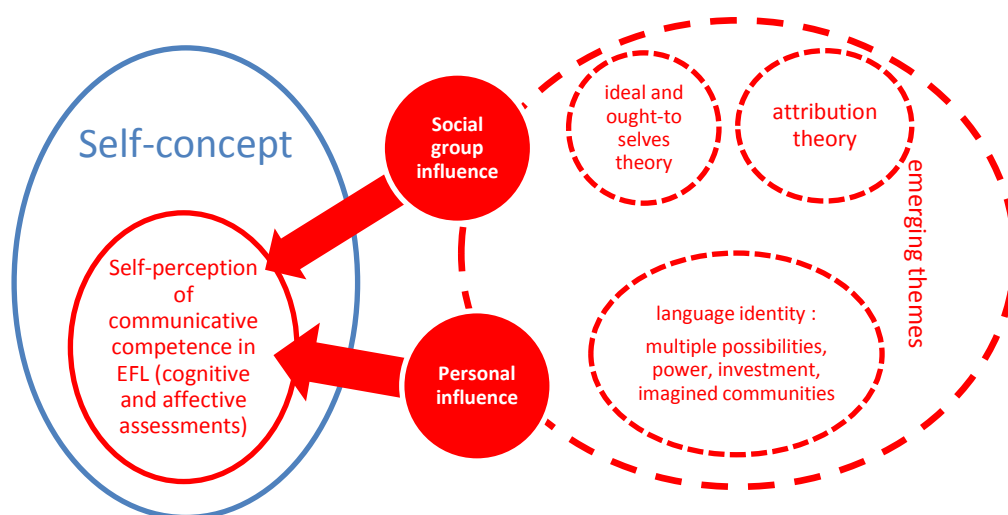 Self-concept
Self-perception
of
communicative
competence in
EFL (cognitive
and affective
assessments)
Social
group
influence
Personal
influence
ideal and
ought-to
selves
theory
attribution
theory
emerging themes
language identity :
multiple possibilities,
power, investment,
imagined communities